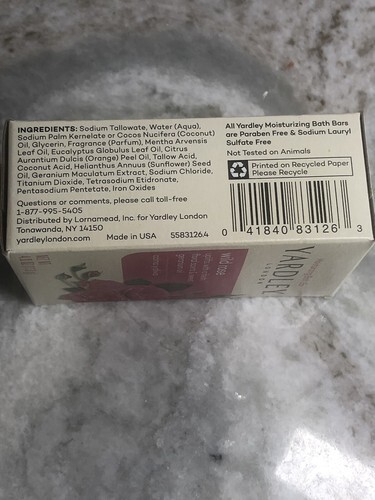 INGREDIENTS: Sodium Tallowate, Water (Aqua),
Sodium Palm Kernelate or Cocos Nucifera (Coconut)
Oil, Glycerin, Fragrance (Parfum), Mentha Arvensis
Leaf Oil, Eucalyptus Globulus Leaf Oil, Citrus
Aurantium Dulcis (Orange) Peel Oil, Tallow Acid,
Coconut Acid, Helianthus Annuus (Sunflower) Seed
Oil, Geranium Maculatum Extract, Sodium Chloride,
Titanium Dioxide, Tetrasodium Etidronate,
Pentasodium Pentetate, Iron Oxides
Questions or comments, please call toll-free
1-877-995-5405
Distributed by Lornamead, Inc. for Yardley London
Tonawanda, NY 14150
yardleylondon.com Made in USA 5583126.4
All Yardley Moisturizing Bath Bars
are Paraben Free & Sodium Lauryl
Sulfate Free
Not Tested on Animals
Printed on Recycled Paper
Please Recycle
0 41840 83126 3
YARDLEY
LONDON
wild rose